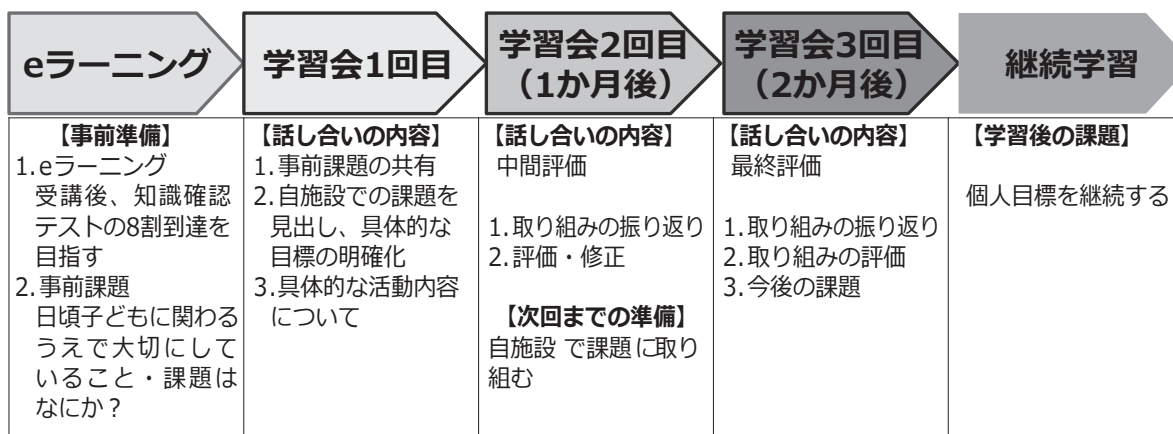 eラーニング
学習会1回目
学習会2回目
（1か月後）
学習会3回目
（2か月後）
継続学習
【事前準備】
1.eラーニング
受講後、知識確認
テストの8割到達を
目指す
2.事前課題
日頃子どもに関わる
うえで大切にして
いること・課題は
なにか？
【話し合いの内容】
1.事前課題の共有
2.自施設での課題を
見出し、具体的な
目標の明確化
3.具体的な活動内容
について
【話し合いの内容】
中間評価
1.取り組みの振り返り
2.評価・修正
【次回までの準備】
自施設 で課題に取り
組む
【話し合いの内容】
最終評価
1.取り組みの振り返り
2.取り組みの評価
3.今後の課題
【学習後の課題】
個人目標を継続する